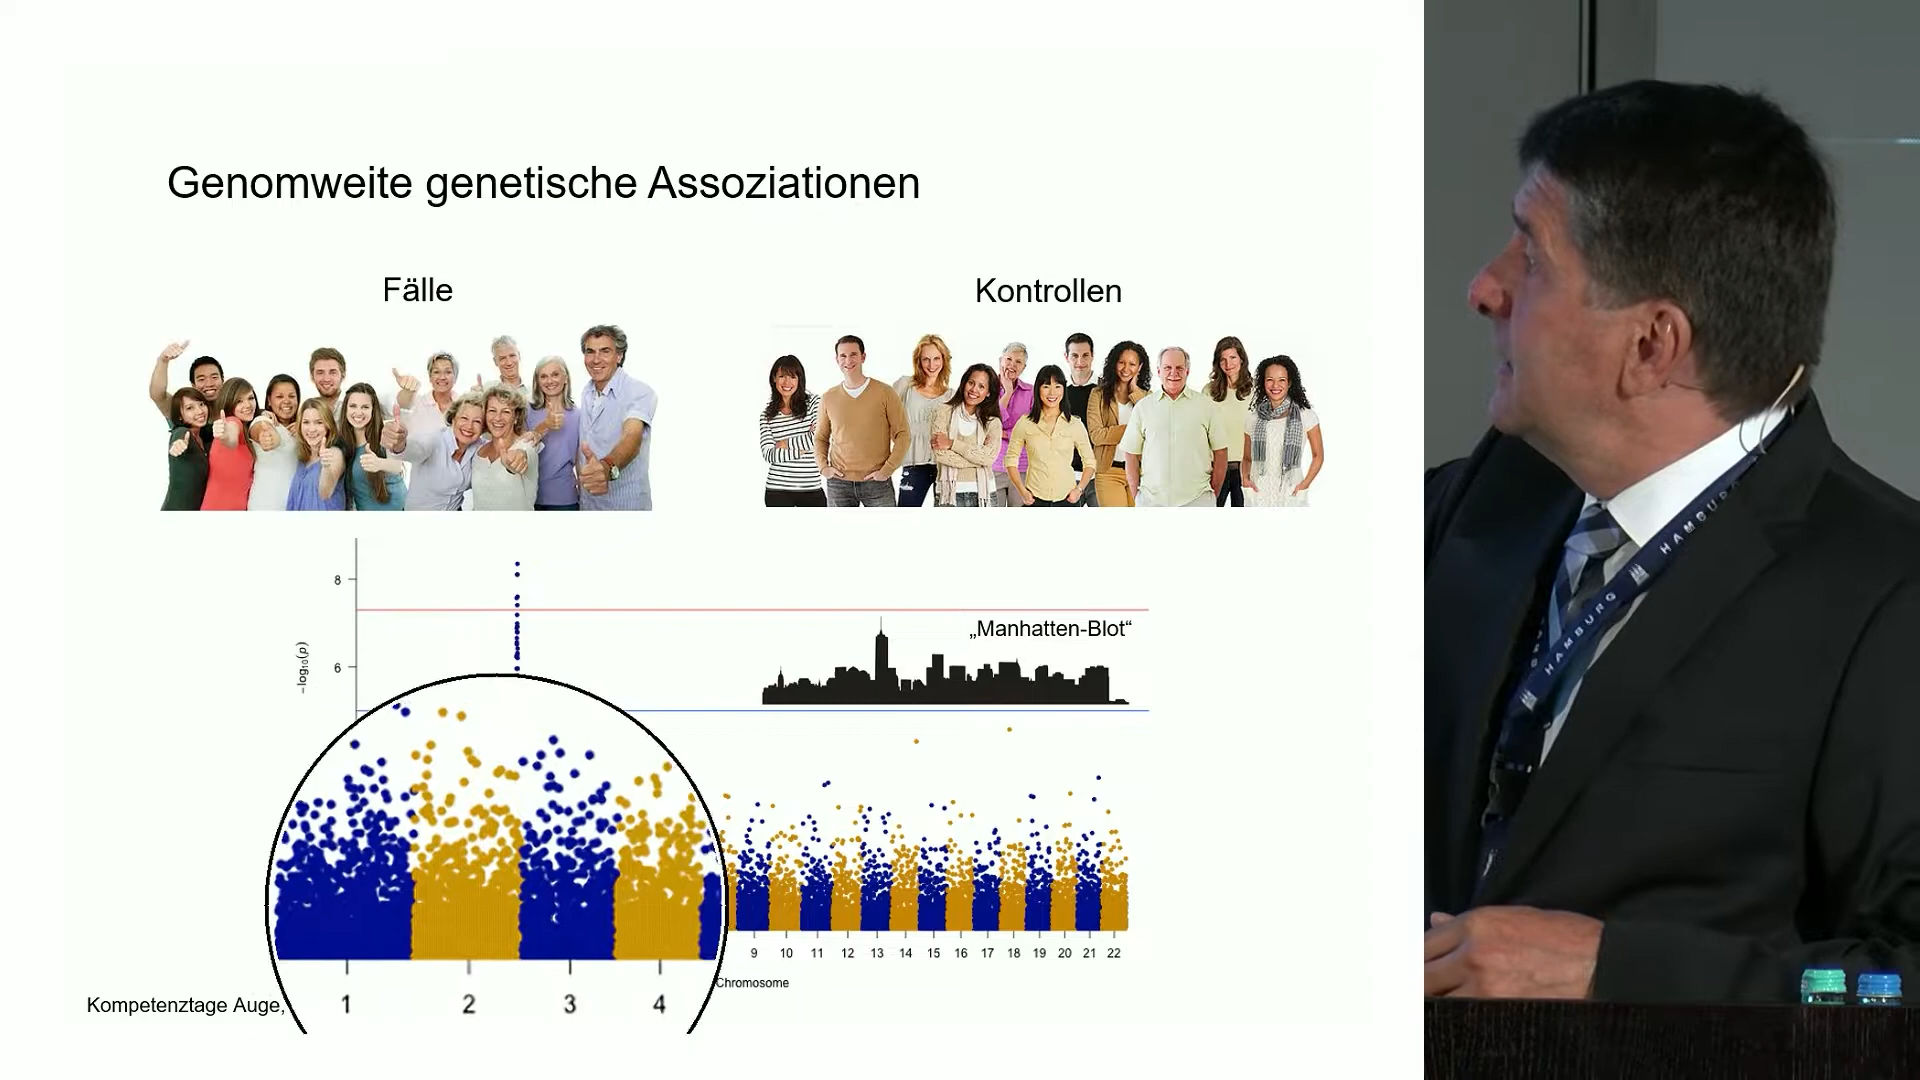 Genomweite genetische Assoziationen
Fälle
Kontrollen
8
6
−log₁₀(p)
„Manhatten-Blot“
9 10 11 12 13 14 15 16 17 18 19 20 21 22
Chromosome
1 2 3 4
Kompetenztage Auge,
HAMBURG
HAMBURG